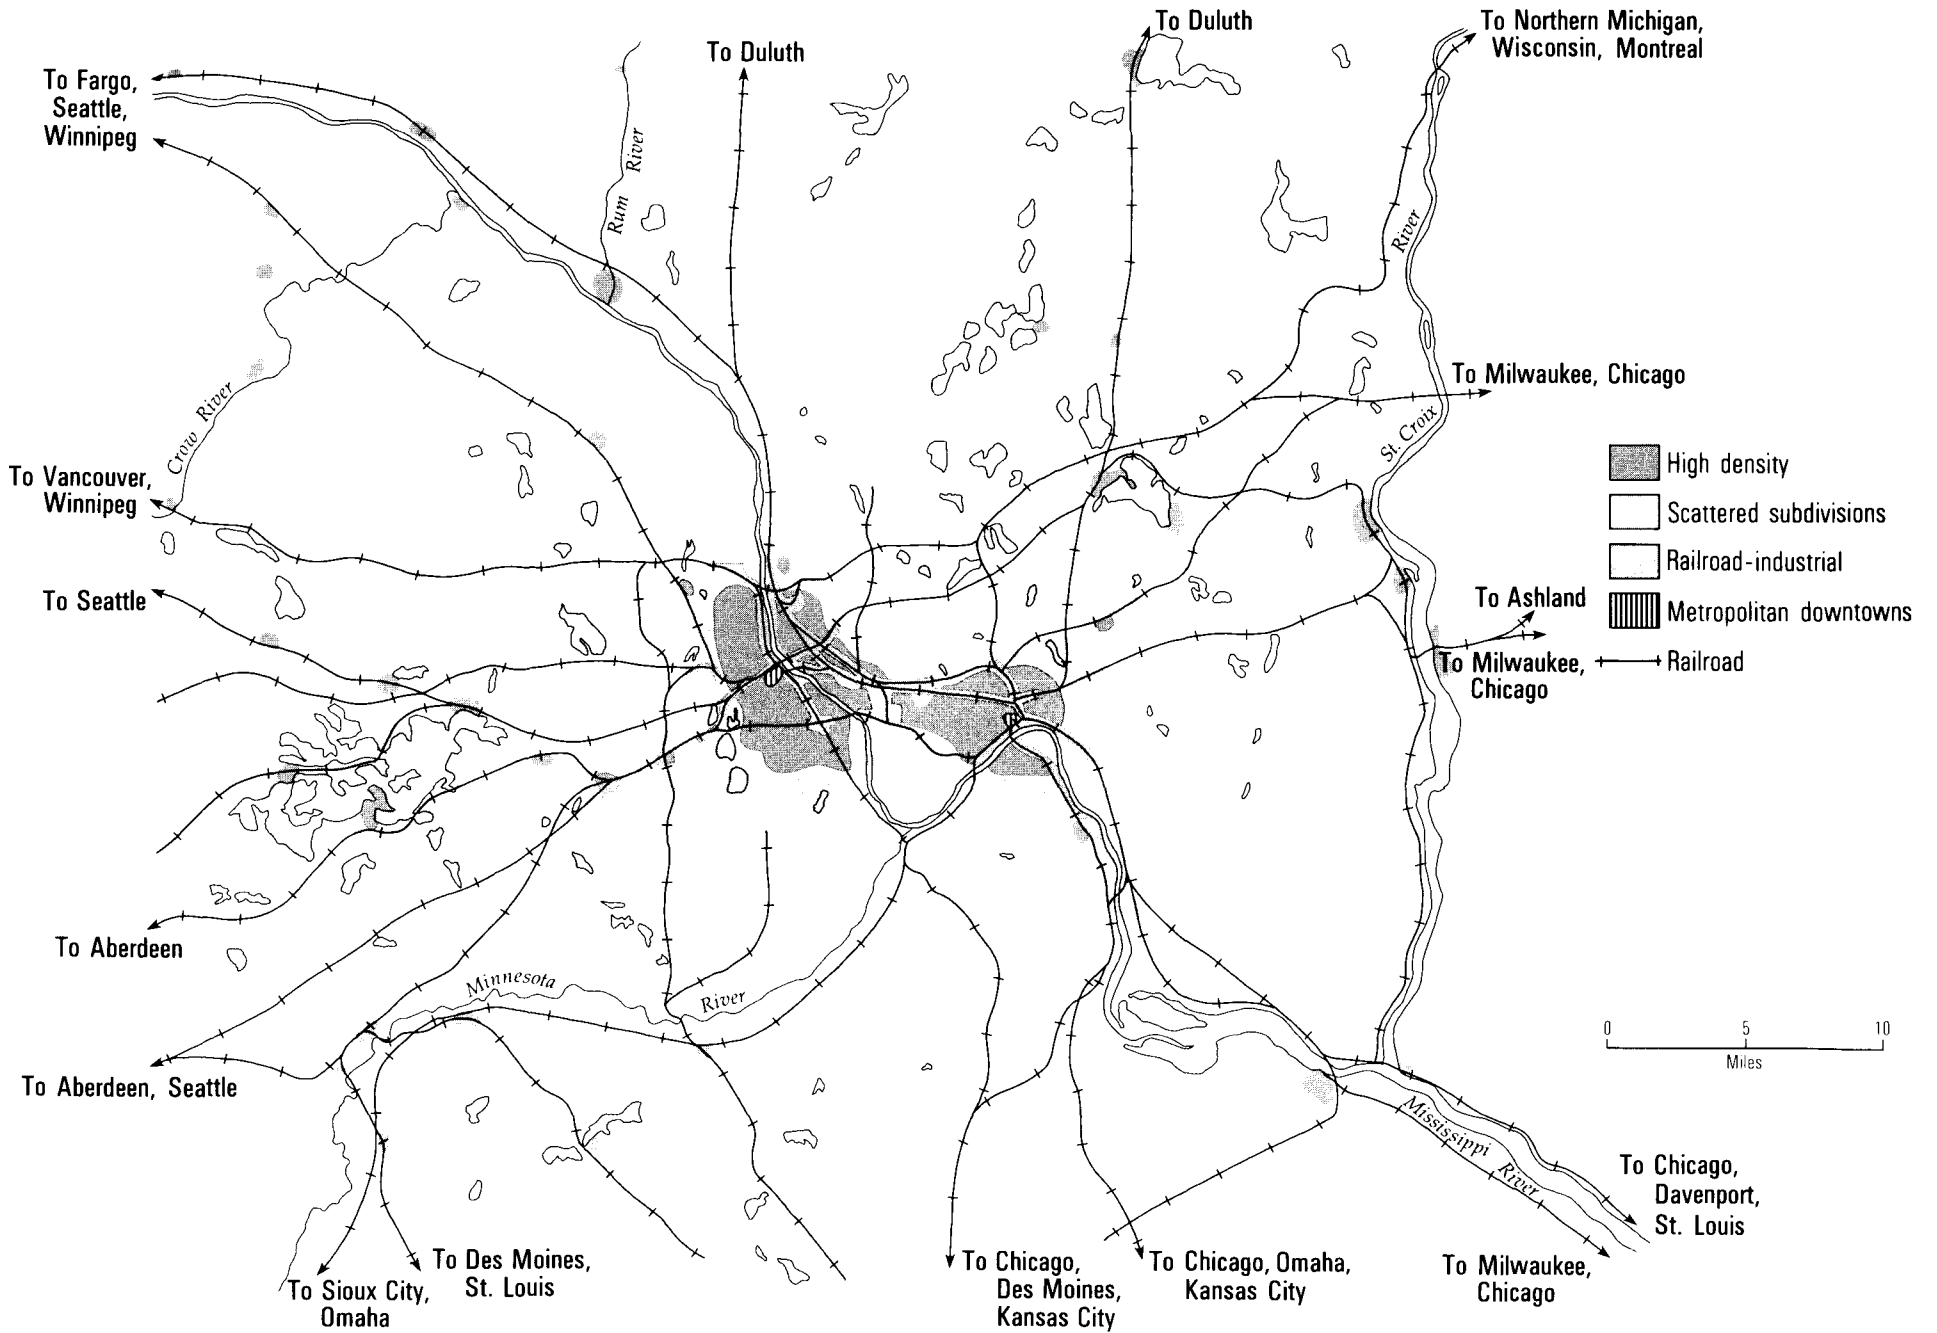 To Duluth
To Duluth
To Northern Michigan,
Wisconsin, Montreal
To Fargo,
Seattle,
Winnipeg
Rum River
River
St. Croix
To Milwaukee, Chicago
Crow River
To Vancouver,
Winnipeg
High density
Scattered subdivisions
Railroad-industrial
Metropolitan downtowns
Railroad
To Seattle
To Ashland
To Milwaukee,
Chicago
To Aberdeen
Minnesota
River
0 5 10
Miles
To Aberdeen, Seattle
Mississippi
River
To Chicago,
Davenport,
St. Louis
To Des Moines,
St. Louis
To Sioux City,
Omaha
To Chicago,
Des Moines,
Kansas City
To Chicago, Omaha,
Kansas City
To Milwaukee,
Chicago